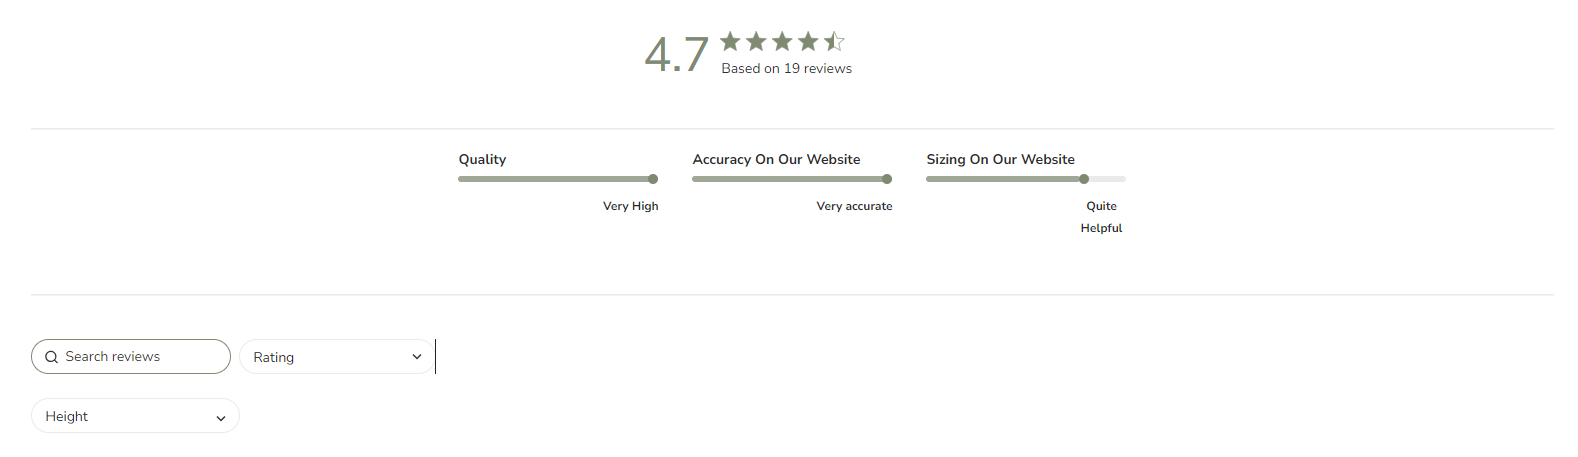 4.7
Based on 19 reviews
Quality
Very High
Accuracy On Our Website
Very accurate
Sizing On Our Website
Quite
Helpful
Search reviews
Rating
Height